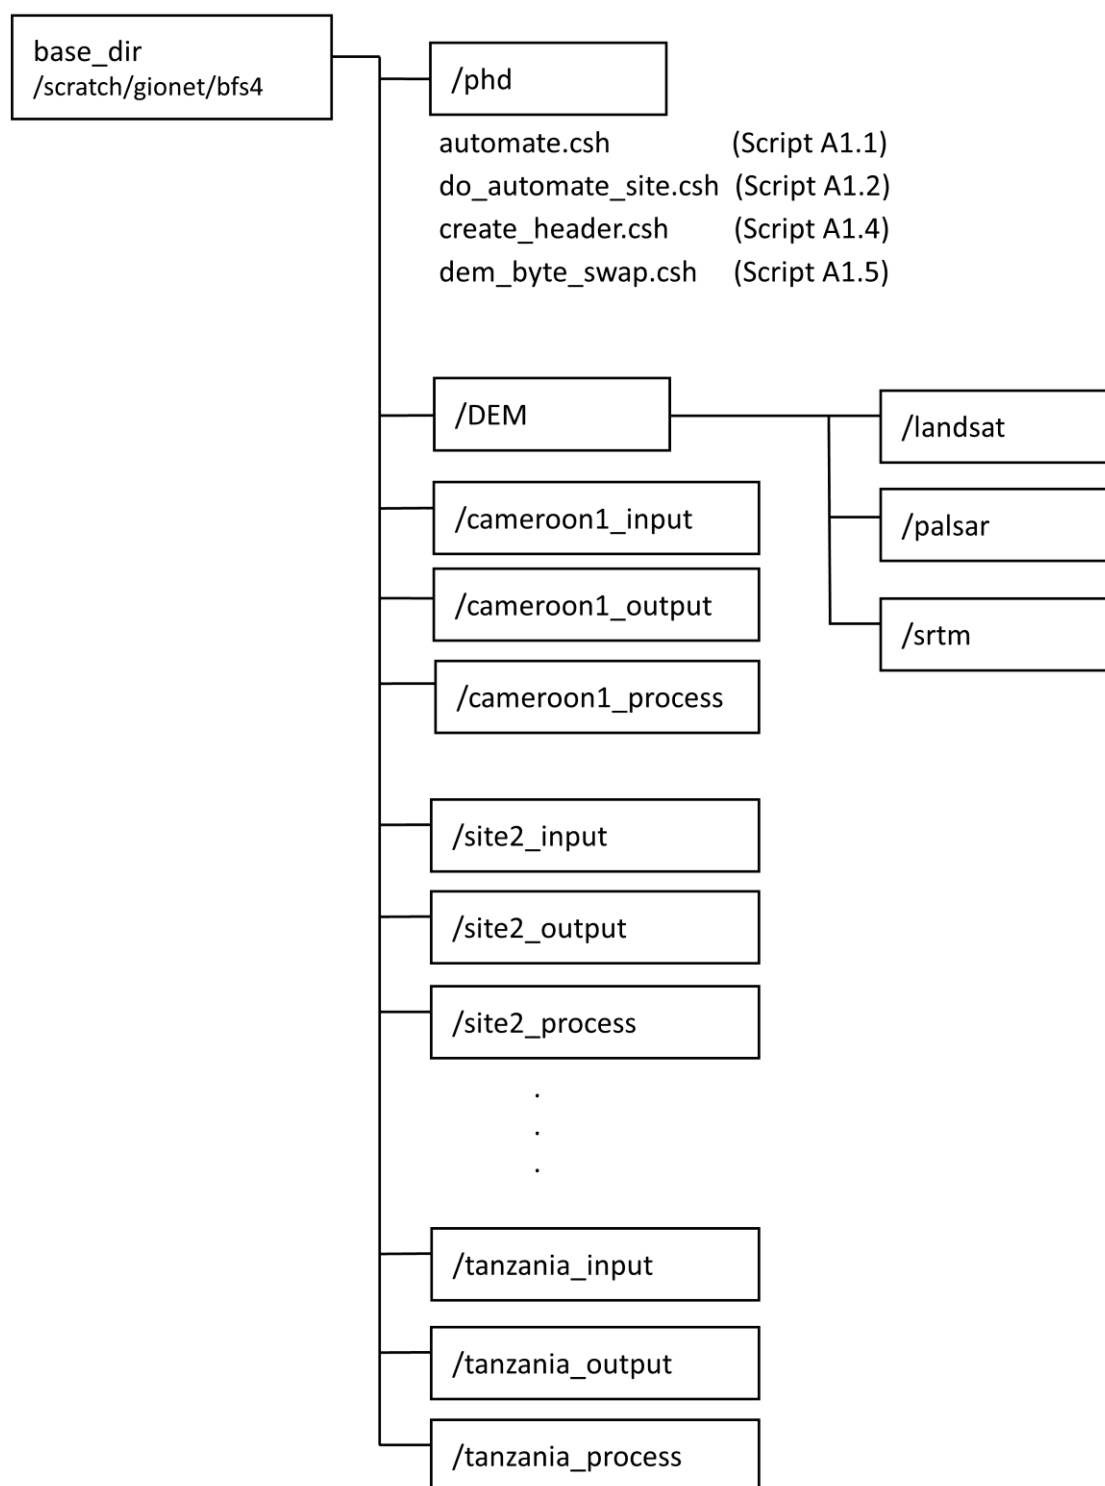 base_dir
/scratch/gionet/bfs4
/phd
automate.csh (Script A1.1)
do_automate_site.csh (Script A1.2)
create_header.csh (Script A1.4)
dem_byte_swap.csh (Script A1.5)
/DEM
/landsat
/palsar
/srtm
/cameroon1_input
/cameroon1_output
/cameroon1_process
/site2_input
/site2_output
/site2_process
.
.
.
/tanzania_input
/tanzania_output
/tanzania_process